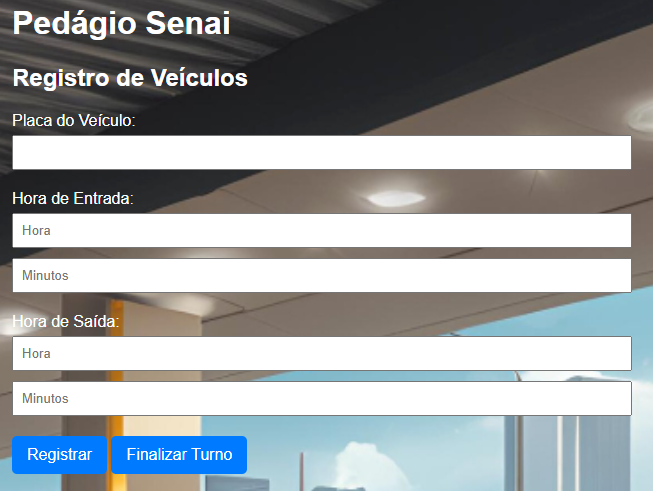 Pedágio Senai
Registro de Veículos
Placa do Veículo:
Hora de Entrada:
Hora
Minutos
Hora de Saída:
Hora
Minutos
Registrar Finalizar Turno